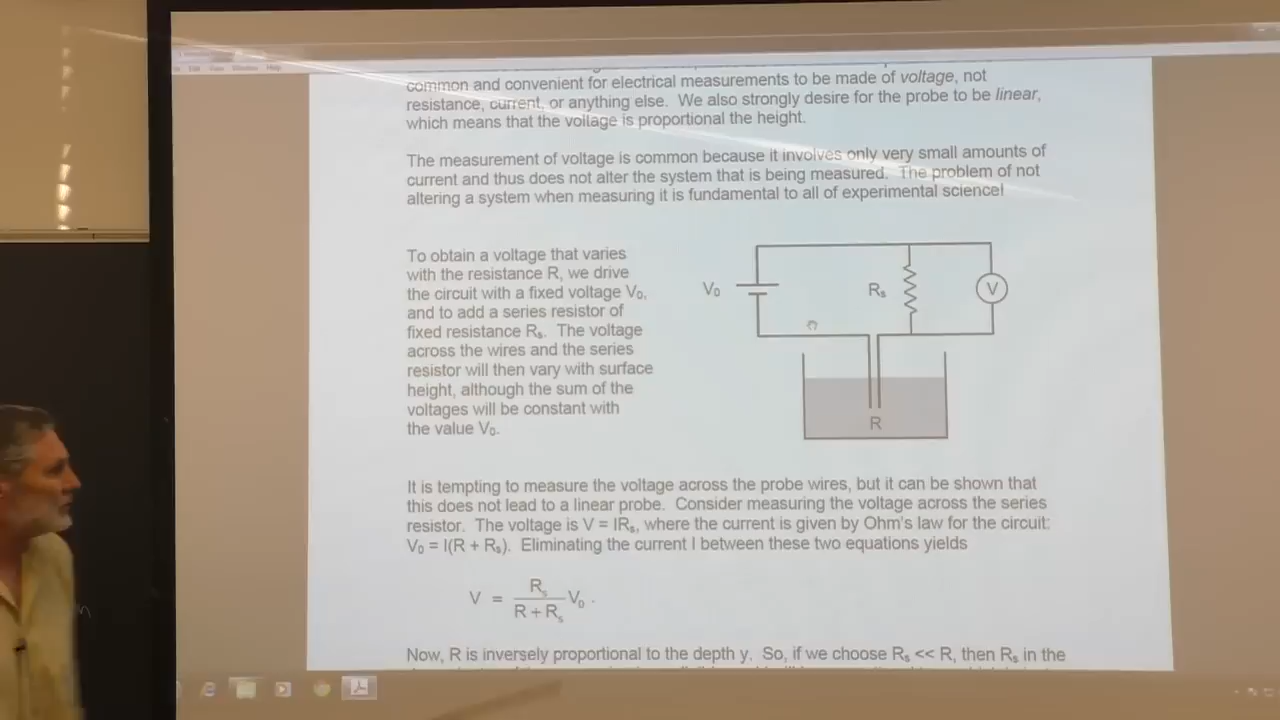 Edit View Window Help
common and convenient for electrical measurements to be made of voltage, not
resistance, current, or anything else. We also strongly desire for the probe to be linear,
which means that the voltage is proportional the height.
The measurement of voltage is common because it involves only very small amounts of
current and thus does not alter the system that is being measured. The problem of not
altering a system when measuring it is fundamental to all of experimental science!
To obtain a voltage that varies
with the resistance R, we drive
the circuit with a fixed voltage V₀,
and to add a series resistor of
fixed resistance Rₛ. The voltage
across the wires and the series
resistor will then vary with surface
height, although the sum of the
voltages will be constant with
the value V₀.
V₀
Rₛ
V
R
It is tempting to measure the voltage across the probe wires, but it can be shown that
this does not lead to a linear probe. Consider measuring the voltage across the series
resistor. The voltage is V = IRₛ, where the current is given by Ohm's law for the circuit:
V₀ = I(R + Rₛ). Eliminating the current I between these two equations yields
V = Rₛ / (R + Rₛ) V₀ .
Now, R is inversely proportional to the depth y. So, if we choose Rₛ << R, then Rₛ in the